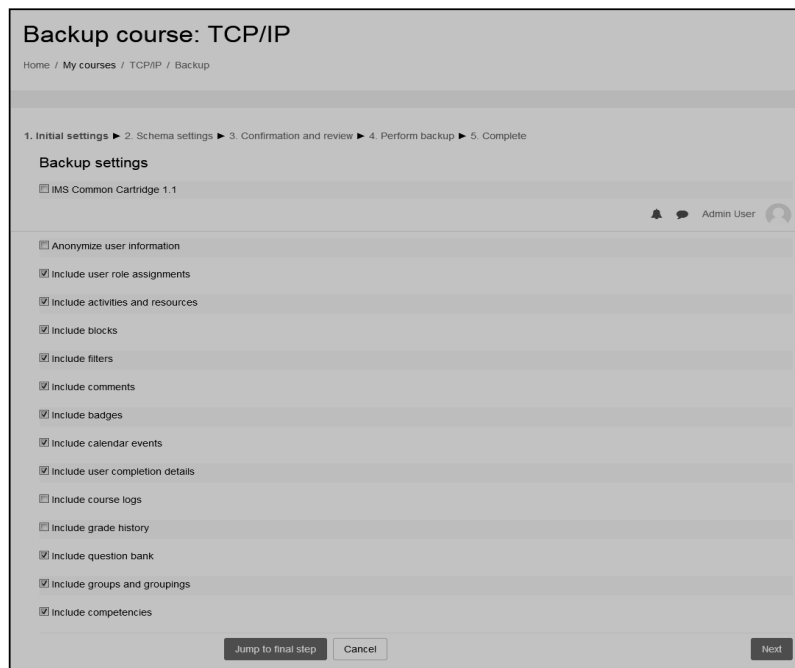 Backup course: TCP/IP
Home / My courses / TCP/IP / Backup
1. Initial settings ► 2. Schema settings ► 3. Confirmation and review ► 4. Perform backup ► 5. Complete
Backup settings
IMS Common Cartridge 1.1
Admin User
Anonymize user information
Include user role assignments
Include activities and resources
Include blocks
Include filters
Include comments
Include badges
Include calendar events
Include user completion details
Include course logs
Include grade history
Include question bank
Include groups and groupings
Include competencies
Jump to final step Cancel Next